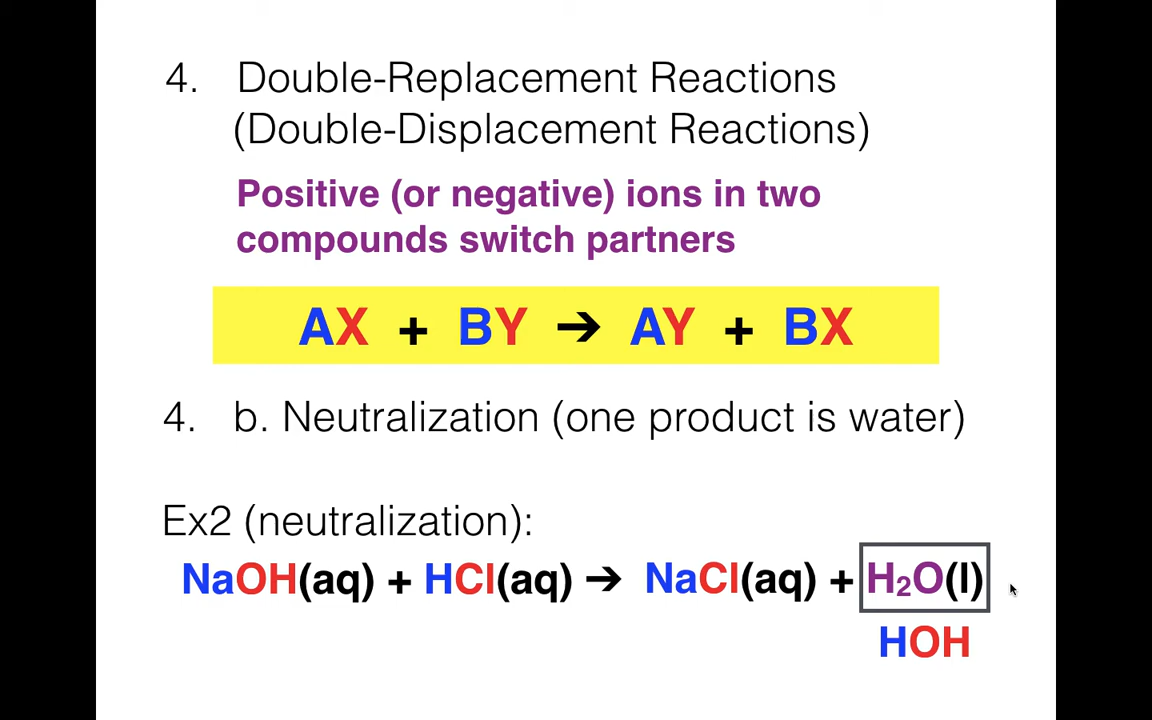 4. Double-Replacement Reactions
(Double-Displacement Reactions)
Positive (or negative) ions in two
compounds switch partners
AX + BY ➔ AY + BX
4. b. Neutralization (one product is water)
Ex2 (neutralization):
NaOH(aq) + HCl(aq) ➔ NaCl(aq) + H₂O(l)
HOH